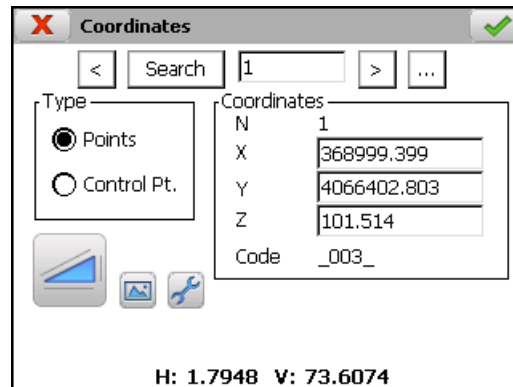 X Coordinates
< Search 1 > ...
Type
Points
Control Pt.
Coordinates
N 1
X 368999.399
Y 4066402.803
Z 101.514
Code _003_
H: 1.7948 V: 73.6074